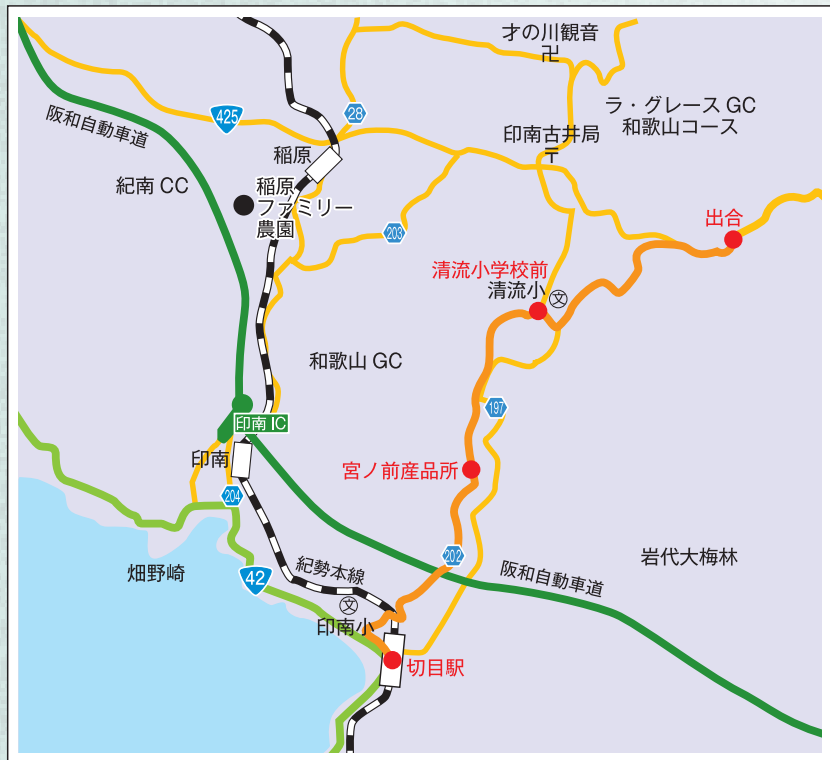 才の川観音
卍
阪和自動車道
425
28
ラ・グレース GC
和歌山コース
印南古井局
〒
稲原
紀南 CC
稲原
ファミリー
農園
203
出合
清流小学校前
清流小
文
和歌山 GC
197
印南 IC
印南
宮ノ前産品所
204
202
畑野崎
42
紀勢本線
阪和自動車道
岩代大梅林
文
印南小
切目駅